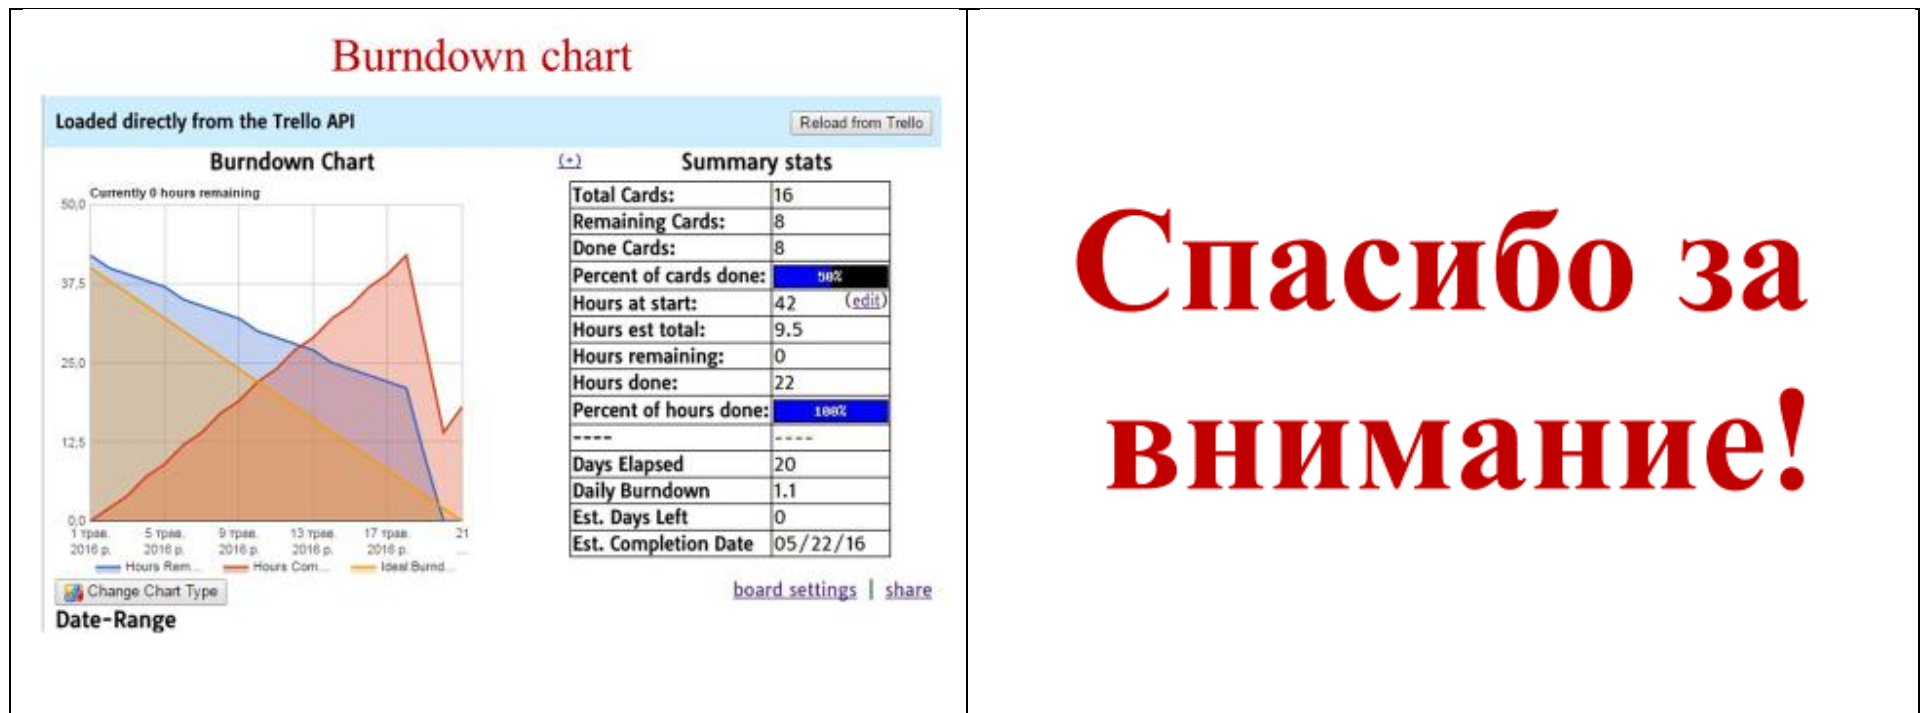 Burndown chart
Loaded directly from the Trello API
Reload from Trello
Burndown Chart
Currently 0 hours remaining
50,0
37,5
25,0
12,5
0,0
1 трав. 5 трав. 9 трав. 13 трав. 17 трав. 21
2016 р. 2016 р. 2016 р. 2016 р. 2016 р. ...
Hours Rem... Hours Com... Ideal Burnd...
Change Chart Type
Date-Range
(+) Summary stats
Total Cards: 16
Remaining Cards: 8
Done Cards: 8
Percent of cards done: 50%
Hours at start: 42 (edit)
Hours est total: 9.5
Hours remaining: 0
Hours done: 22
Percent of hours done: 100%
---- ----
Days Elapsed 20
Daily Burndown 1.1
Est. Days Left 0
Est. Completion Date 05/22/16
board settings | share
Спасибо за
внимание!